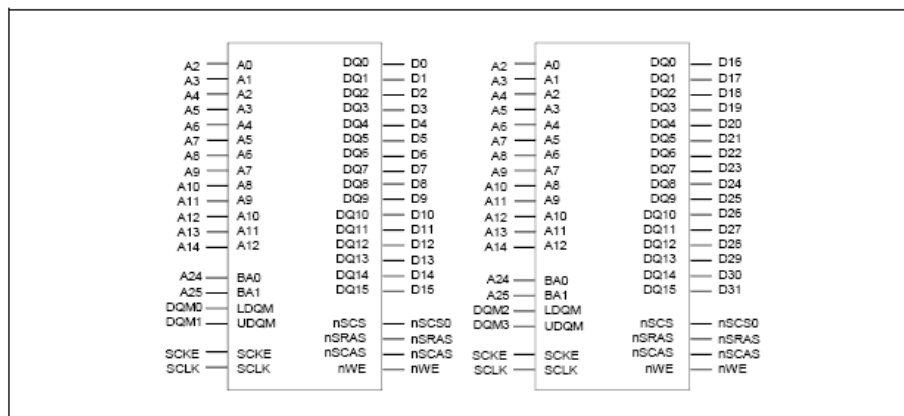 A2 A0 DQ0 D0 A2 A0 DQ0 D16
A3 A1 DQ1 D1 A3 A1 DQ1 D17
A4 A2 DQ2 D2 A4 A2 DQ2 D18
A5 A3 DQ3 D3 A5 A3 DQ3 D19
A6 A4 DQ4 D4 A6 A4 DQ4 D20
A7 A5 DQ5 D5 A7 A5 DQ5 D21
A8 A6 DQ6 D6 A8 A6 DQ6 D22
A9 A7 DQ7 D7 A9 A7 DQ7 D23
A10 A8 DQ8 D8 A10 A8 DQ8 D24
A11 A9 DQ9 D9 A11 A9 DQ9 D25
A12 A10 DQ10 D10 A12 A10 DQ10 D26
A13 A11 DQ11 D11 A13 A11 DQ11 D27
A14 A12 DQ12 D12 A14 A12 DQ12 D28
DQ13 D13 DQ13 D29
A24 BA0 DQ14 D14 A24 BA0 DQ14 D30
A25 BA1 DQ15 D15 A25 BA1 DQ15 D31
DQM0 LDQM DQM2 LDQM
DQM1 UDQM nSCS nSCS0 DQM3 UDQM nSCS nSCS0
nSRAS nSRAS nSRAS nSRAS
SCKE SCKE nSCAS nSCAS SCKE SCKE nSCAS nSCAS
SCLK SCLK nWE nWE SCLK SCLK nWE nWE